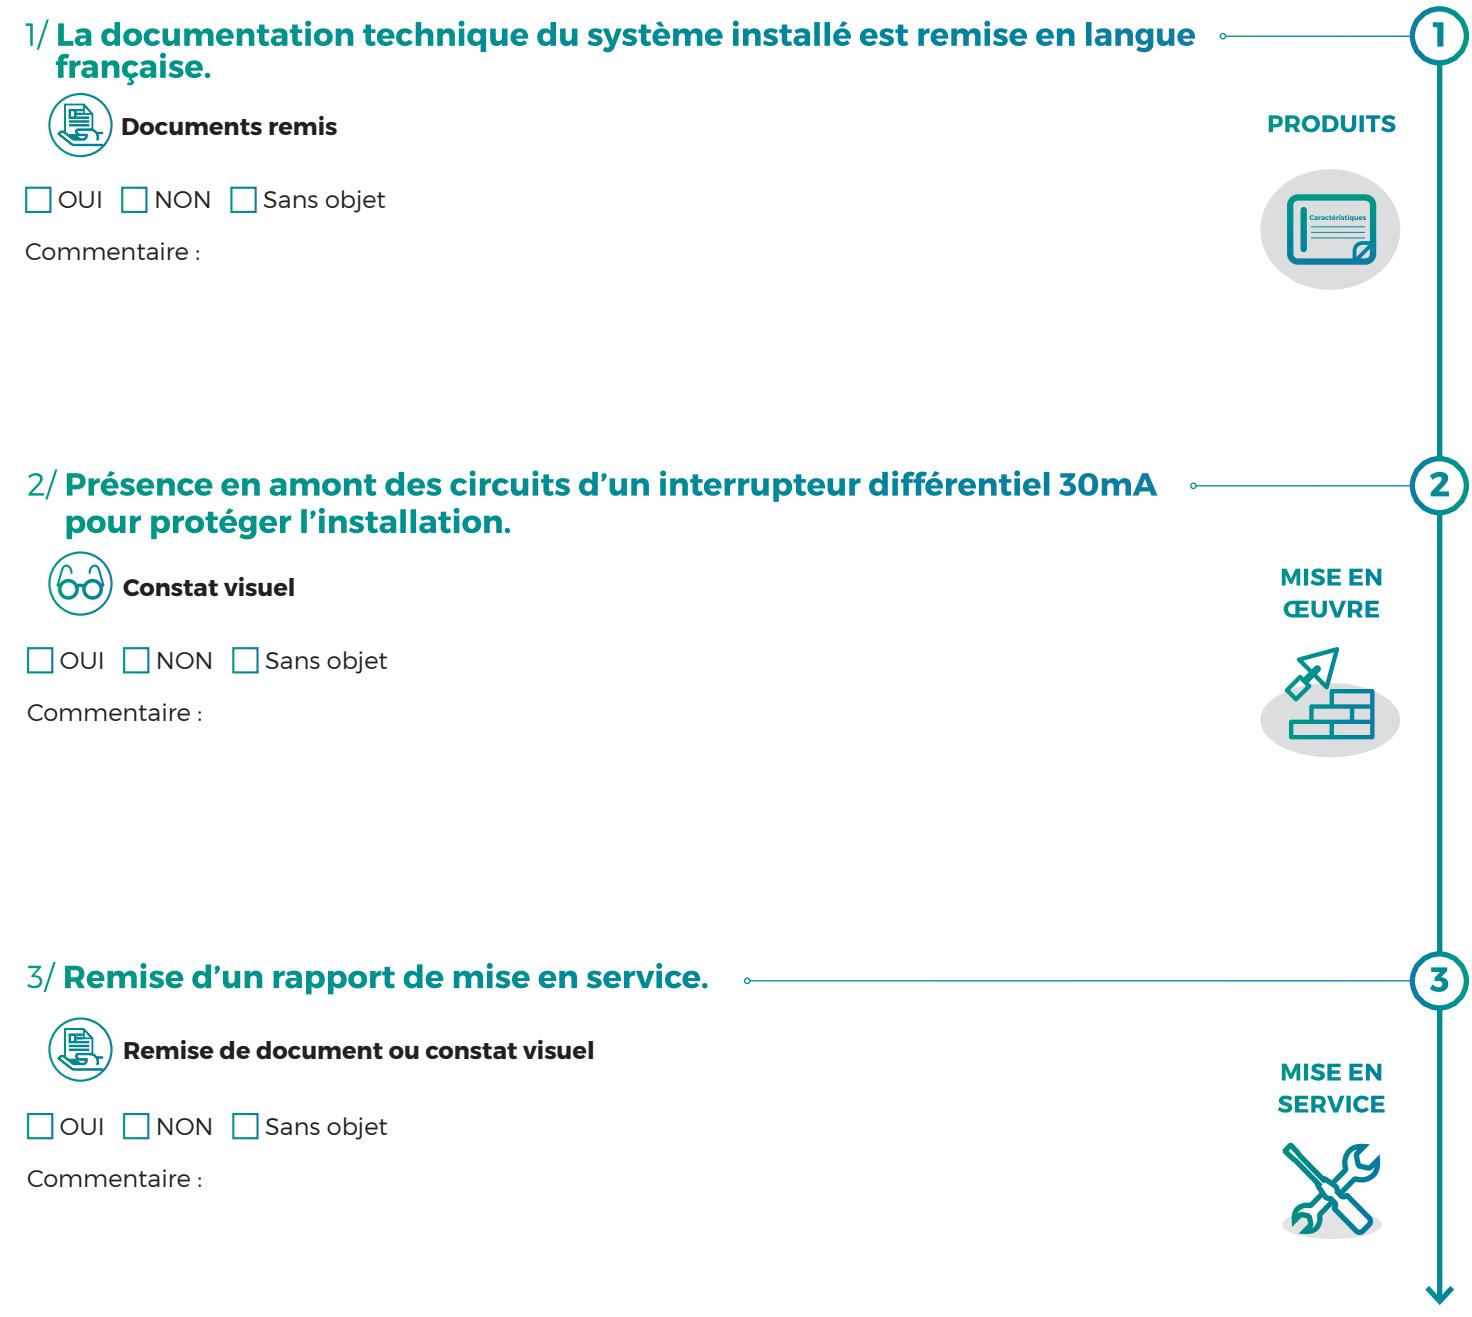 1/ La documentation technique du système installé est remise en langue
française.
1
Documents remis
PRODUITS
OUI NON Sans objet
Caractéristiques
Commentaire :
2/ Présence en amont des circuits d’un interrupteur différentiel 30mA
pour protéger l’installation.
2
Constat visuel
MISE EN
ŒUVRE
OUI NON Sans objet
Commentaire :
3/ Remise d’un rapport de mise en service.
3
Remise de document ou constat visuel
MISE EN
SERVICE
OUI NON Sans objet
Commentaire :